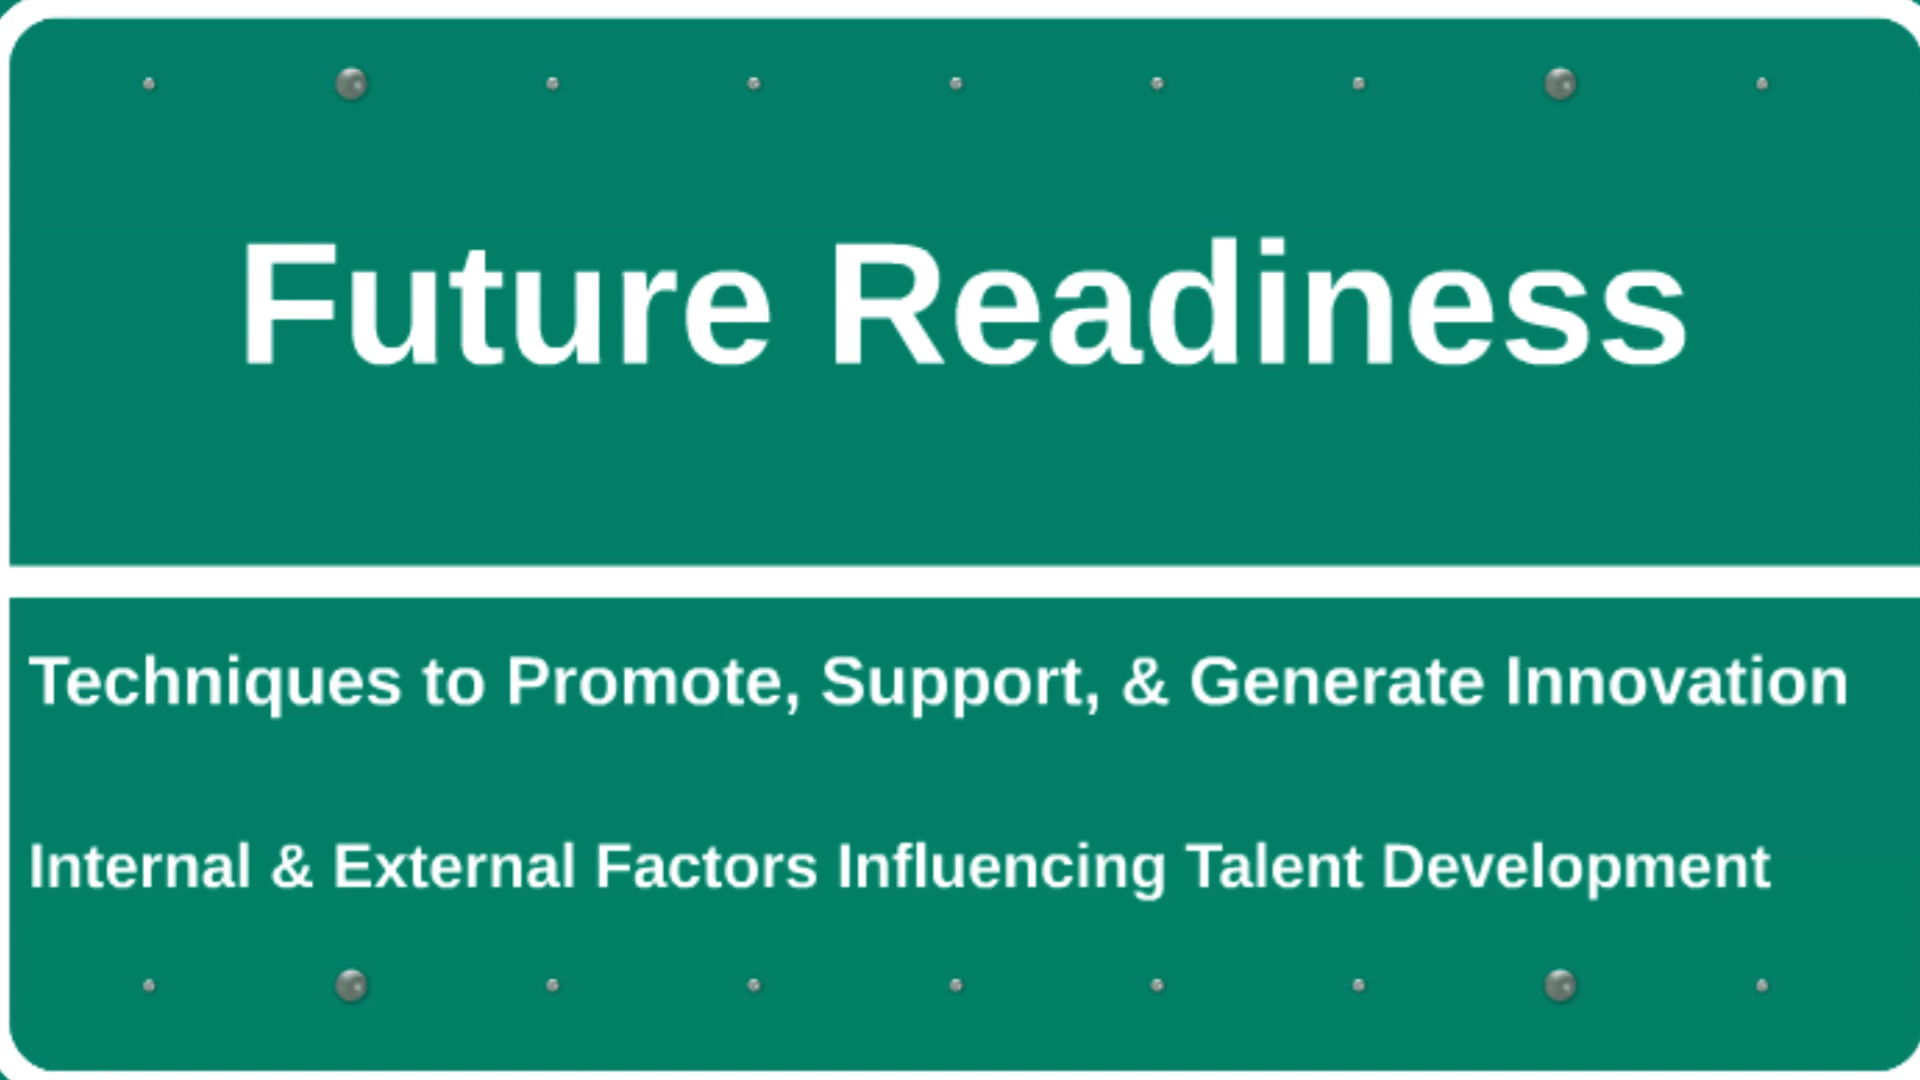 Future Readiness
Techniques to Promote, Support, & Generate Innovation
Internal & External Factors Influencing Talent Development